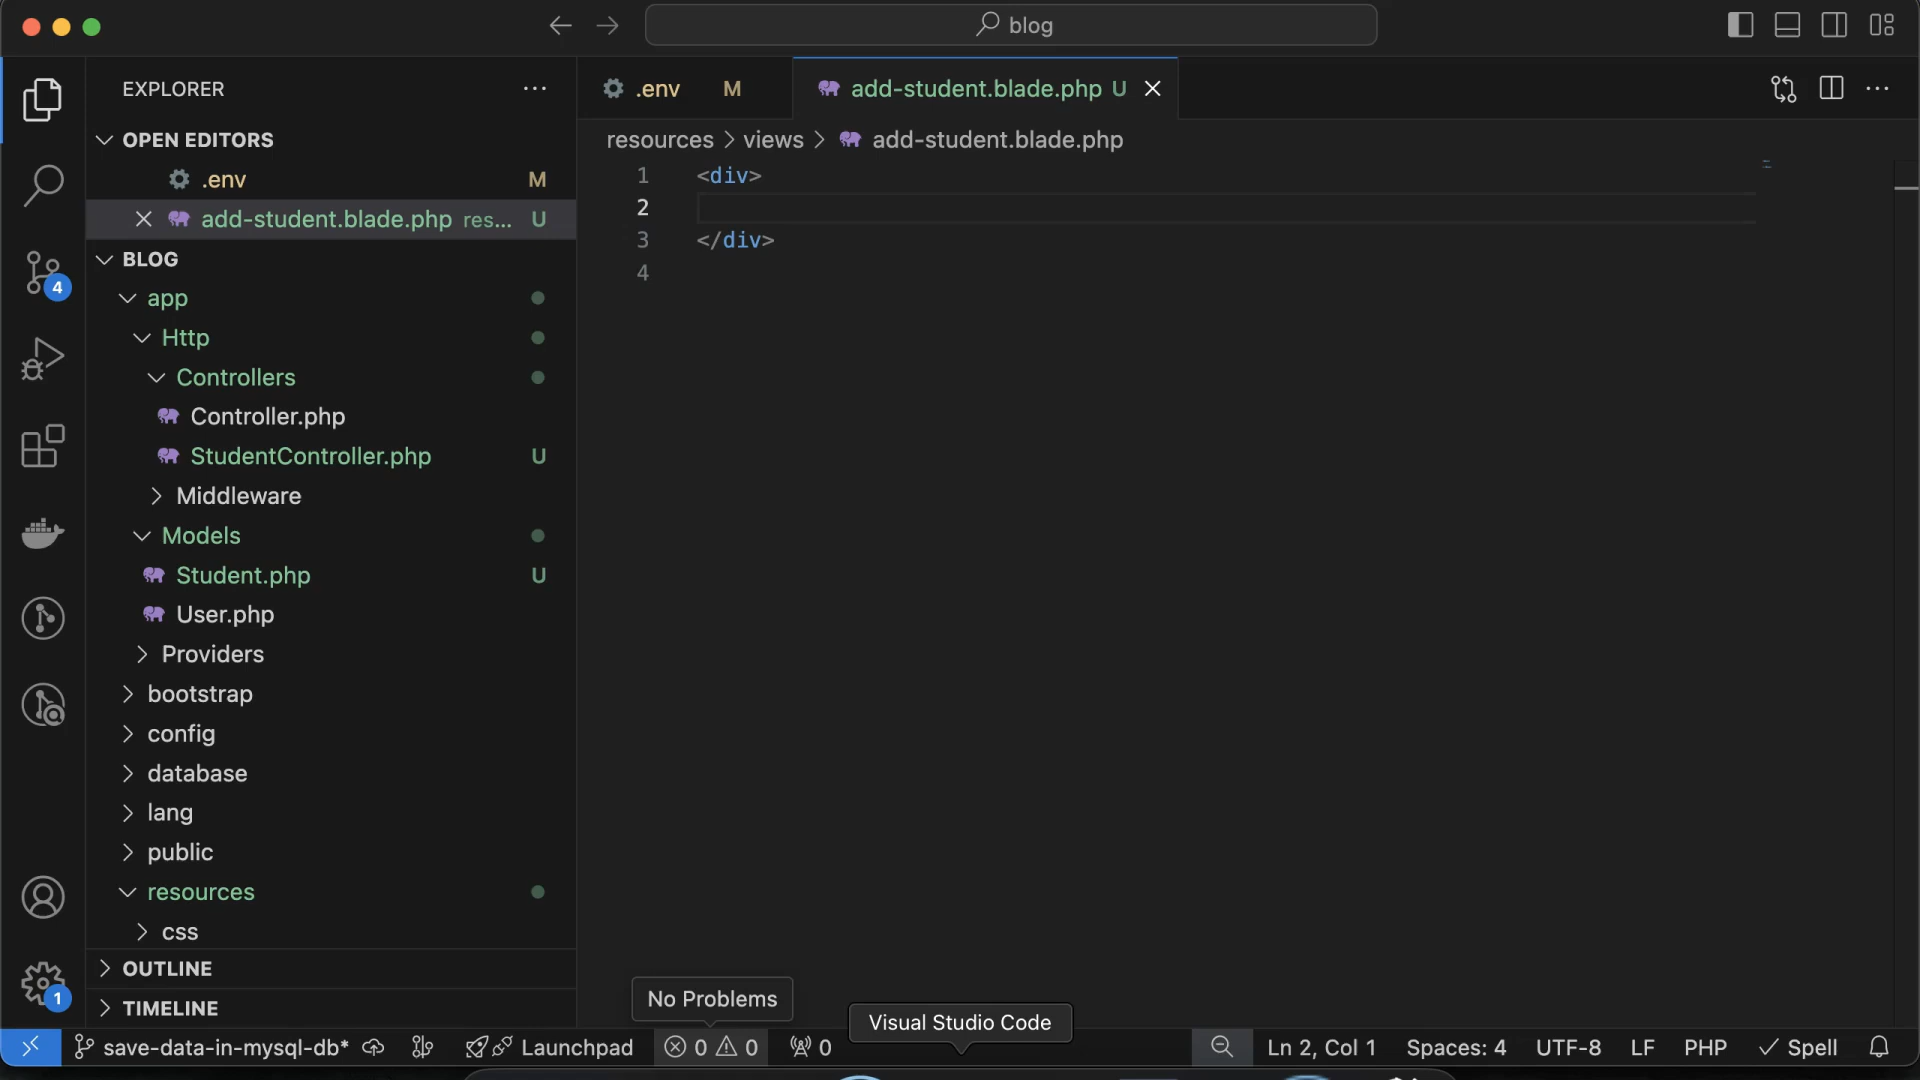 blog
EXPLORER
.env M
add-student.blade.php U
OPEN EDITORS
.env M
add-student.blade.php res... U
resources > views > add-student.blade.php
1 <div>
2
3 </div>
4
BLOG
app
Http
Controllers
Controller.php
StudentController.php U
Middleware
Models
Student.php U
User.php
Providers
bootstrap
config
database
lang
public
resources
css
OUTLINE
TIMELINE
4
1
No Problems
Visual Studio Code
save-data-in-mysql-db*
Launchpad
0
0
0
Ln 2, Col 1
Spaces: 4
UTF-8
LF
PHP
Spell